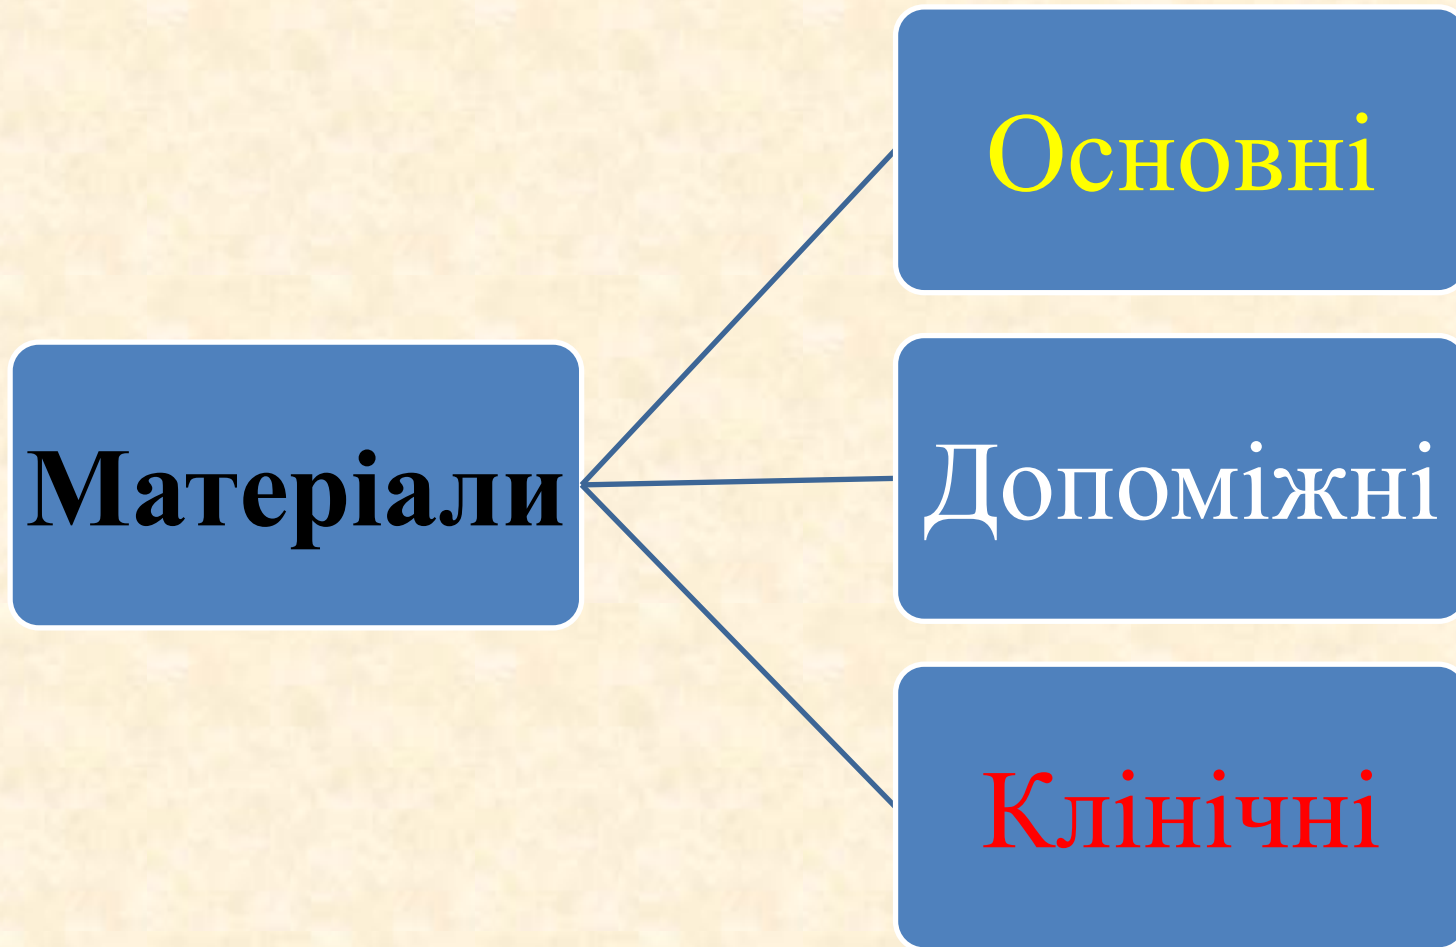 Матеріали
Основні
Допоміжні
Клінічні